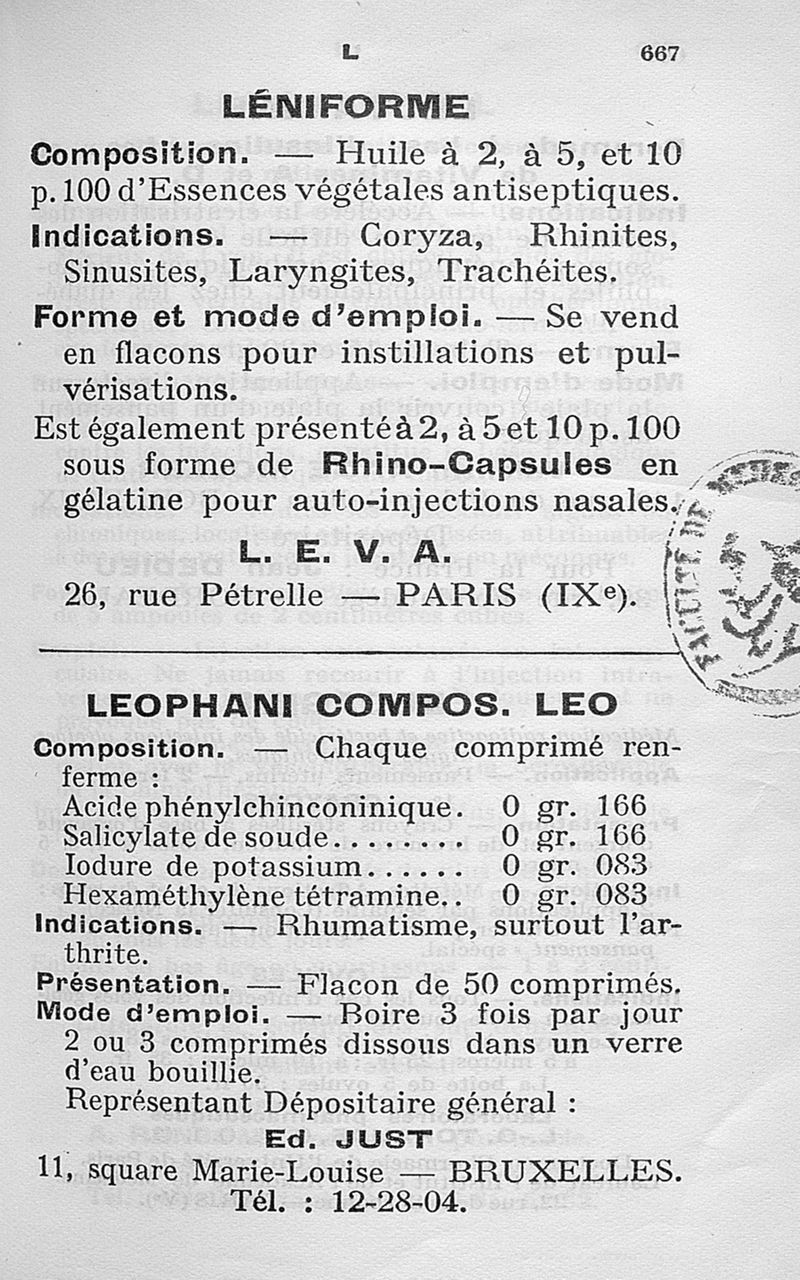 L 667
LÉNIFORME
Composition. — Huile à 2, à 5, et 10
p. 100 d'Essences végétales antiseptiques.
Indications. — Coryza, Rhinites,
Sinusites, Laryngites, Trachéites.
Forme et mode d'emploi. — Se vend
en flacons pour instillations et pul-
vérisations.
Est également présenté à 2, à 5 et 10 p. 100
sous forme de Rhino-Capsules en
gélatine pour auto-injections nasales.
L. E. V. A.
26, rue Pétrelle — PARIS (IXe).
FACULTÉ DE
LEOPHANI COMPOS. LEO
Composition. — Chaque comprimé ren-
ferme :
Acide phénylchinconinique. 0 gr. 166
Salicylate de soude......... 0 gr. 166
Iodure de potassium...... 0 gr. 083
Hexaméthylène tétramine.. 0 gr. 083
Indications. — Rhumatisme, surtout l'ar-
thrite.
Présentation. — Flacon de 50 comprimés.
Mode d'emploi. — Boire 3 fois par jour
2 ou 3 comprimés dissous dans un verre
d'eau bouillie.
Représentant Dépositaire général :
Ed. JUST
11, square Marie-Louise — BRUXELLES.
Tél. : 12-28-04.